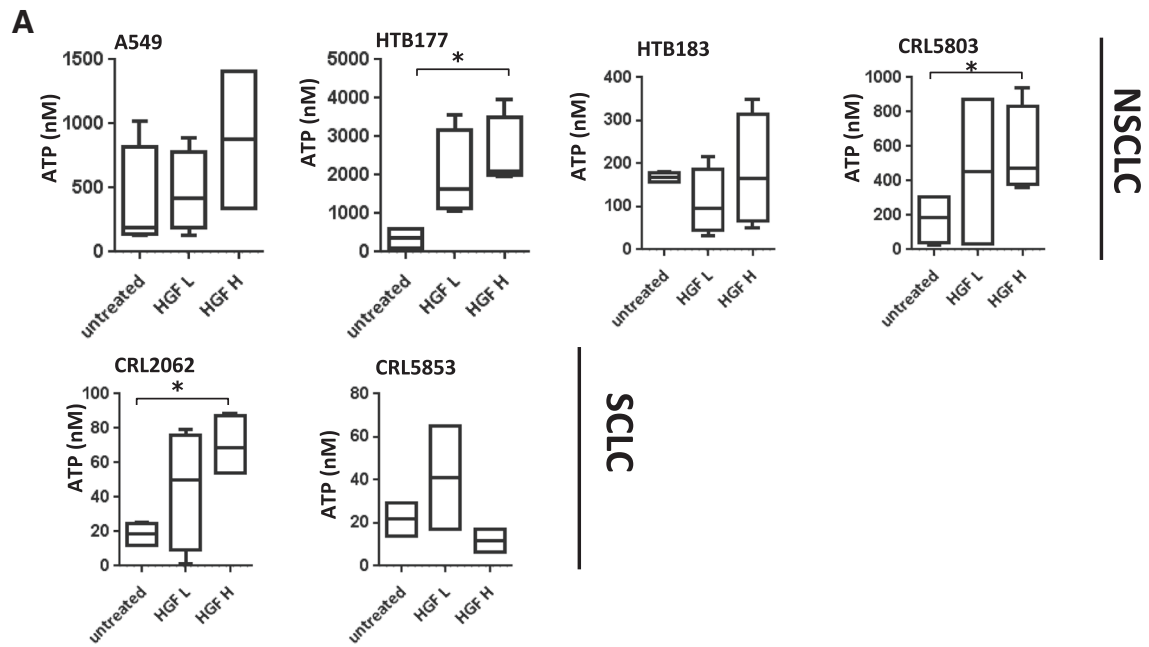 A
A549
ATP (nM)
1500
1000
500
0
untreated
HGF L
HGF H
HTB177
*
ATP (nM)
5000
4000
3000
2000
1000
0
untreated
HGF L
HGF H
HTB183
ATP (nM)
400
300
200
100
0
untreated
HGF L
HGF H
CRL5803
*
ATP (nM)
1000
800
600
400
200
0
untreated
HGF L
HGF H
NSCLC
CRL2062
*
ATP (nM)
100
80
60
40
20
0
untreated
HGF L
HGF H
CRL5853
ATP (nM)
80
60
40
20
0
untreated
HGF L
HGF H
SCLC